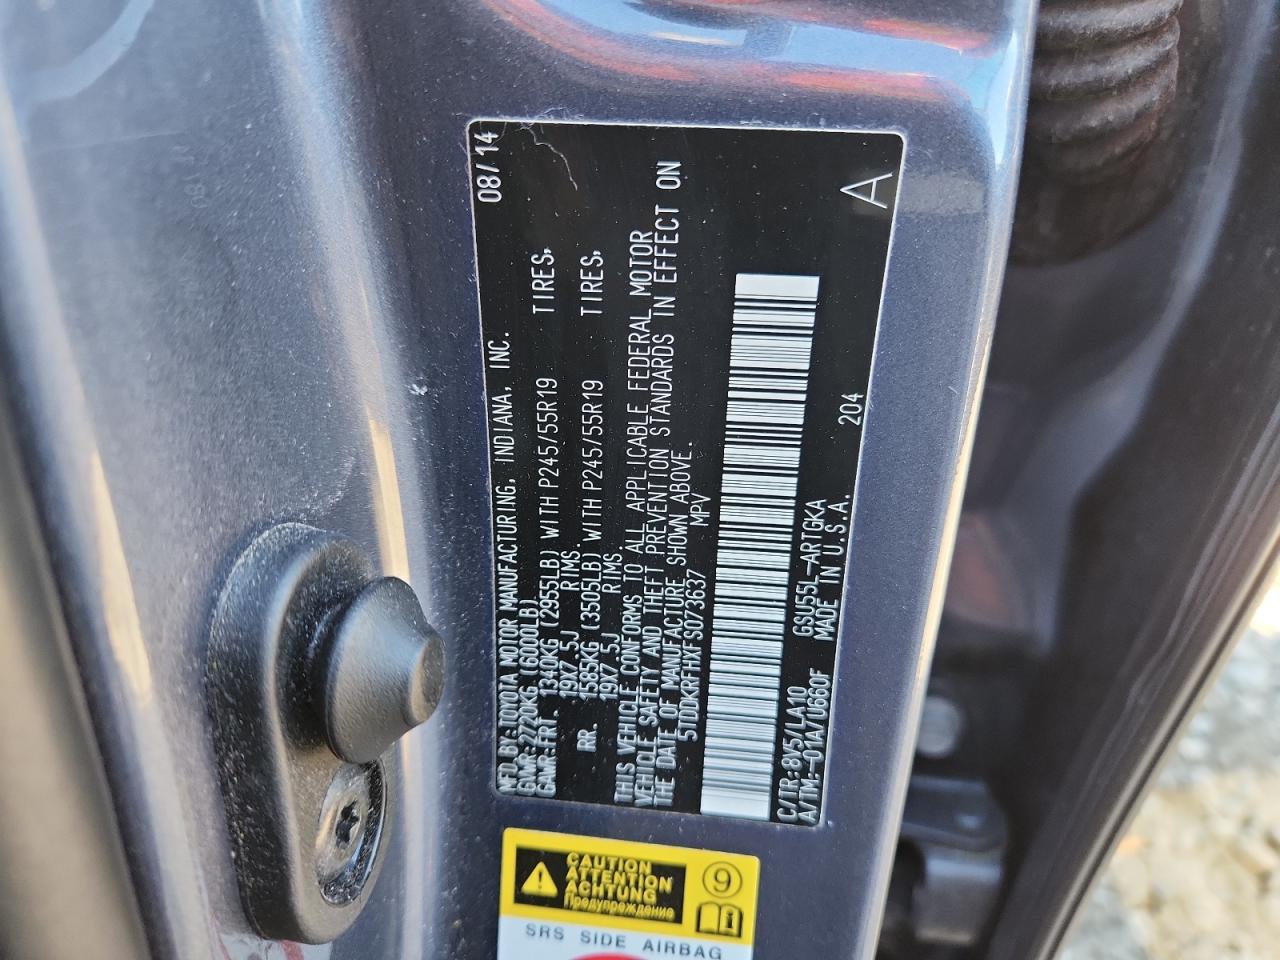 MFD.BY:TOYOTA MOTOR MANUFACTURING, INDIANA, INC. 08/14
GVWR:2720KG (6000LB)
GAWR:FRT. 1340KG (2955LB) WITH P245/55R19 TIRES,
19X7.5J RIMS.
RR. 1585KG (3505LB) WITH P245/55R19 TIRES,
19X7.5J RIMS.
THIS VEHICLE CONFORMS TO ALL APPLICABLE FEDERAL MOTOR
VEHICLE SAFETY AND THEFT PREVENTION STANDARDS IN EFFECT ON
THE DATE OF MANUFACTURE SHOWN ABOVE.
5TDDKRFHXFS073637 MPV
C/TR:8V5/LA10 GSU55L-ARTGKA 204
A/TM:-01A/U660F MADE IN U.S.A. A
CAUTION
ATTENTION
ACHTUNG
Предупреждение
9
SRS SIDE AIRBAG